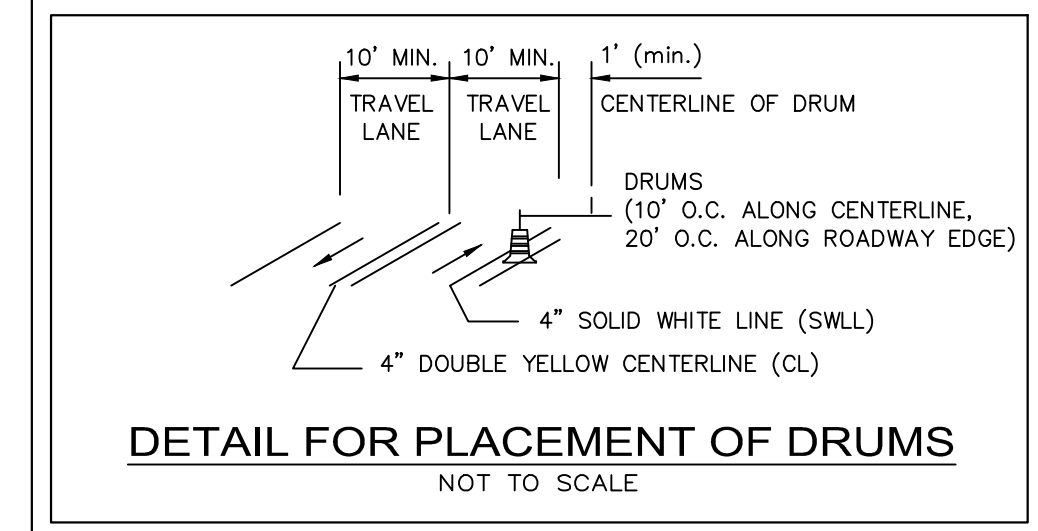 10' MIN. 10' MIN. 1' (min.)
TRAVEL LANE
TRAVEL LANE
CENTERLINE OF DRUM
DRUMS
(10' O.C. ALONG CENTERLINE,
20' O.C. ALONG ROADWAY EDGE)
4" SOLID WHITE LINE (SWLL)
4" DOUBLE YELLOW CENTERLINE (CL)
DETAIL FOR PLACEMENT OF DRUMS
NOT TO SCALE